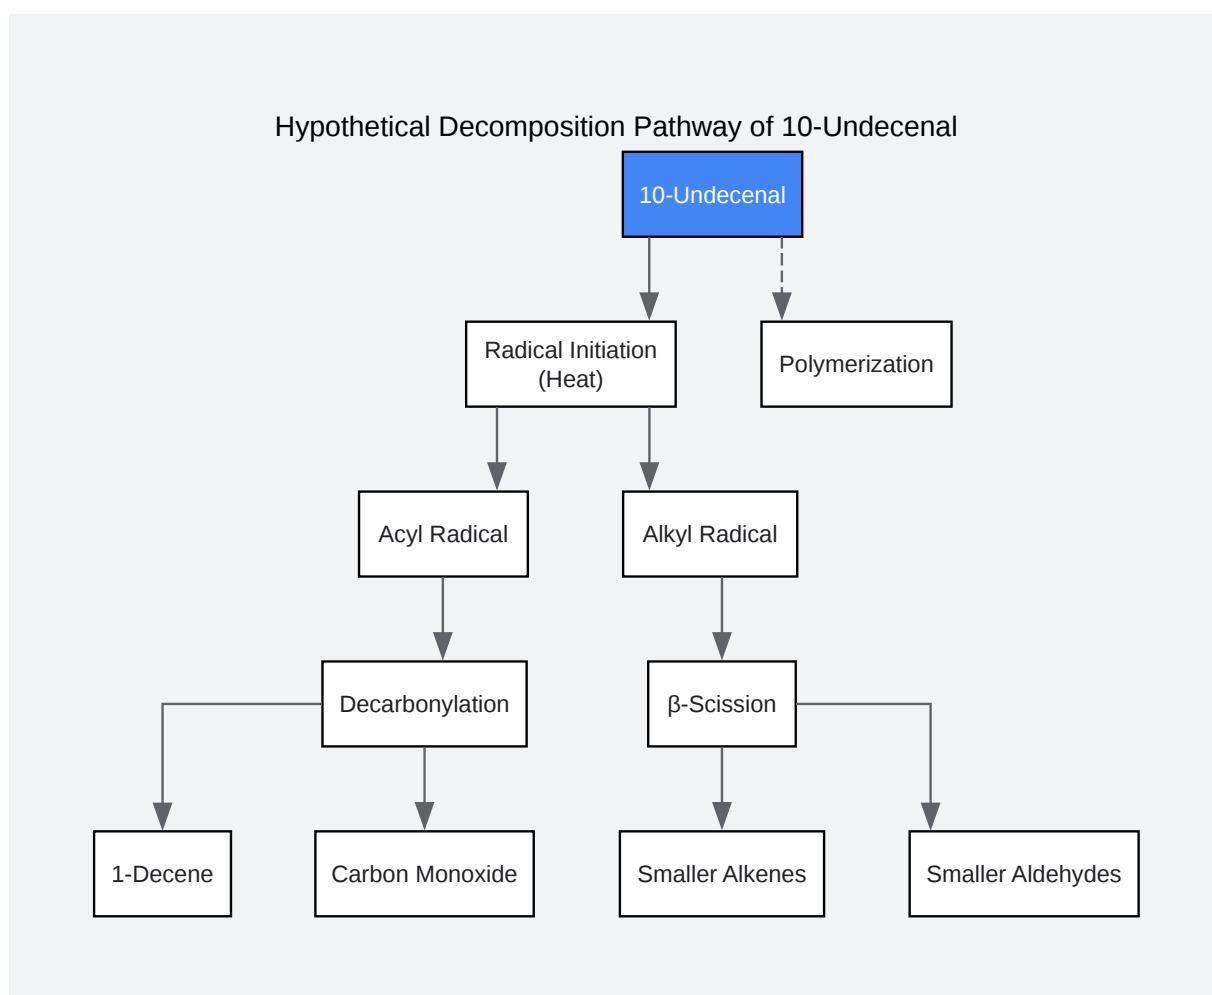 Hypothetical Decomposition Pathway of 10-Undecenal
10-Undecenal
Radical Initiation
(Heat)
Polymerization
Acyl Radical
Alkyl Radical
Decarbonylation
β-Scission
1-Decene
Carbon Monoxide
Smaller Alkenes
Smaller Aldehydes